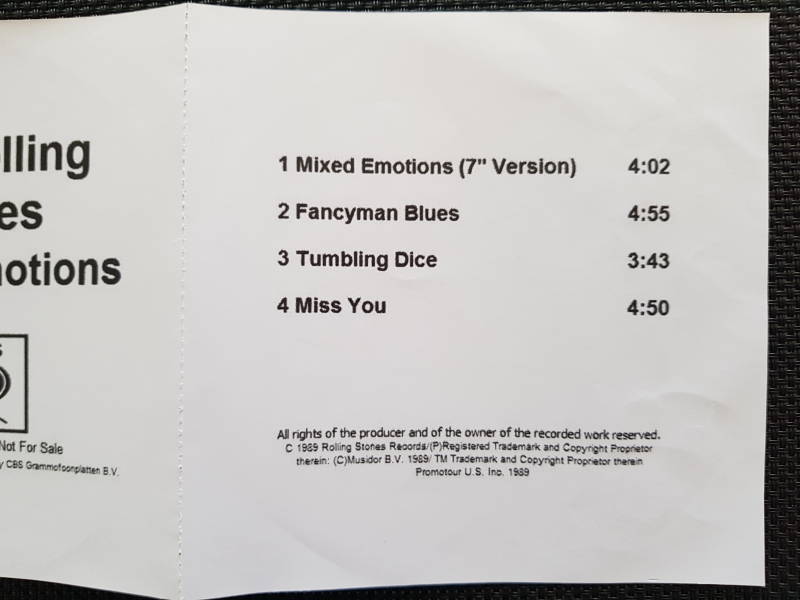 lling
es
otions
Not For Sale
CBS Grammofoonplatten B.V.
1 Mixed Emotions (7" Version) 4:02
2 Fancyman Blues 4:55
3 Tumbling Dice 3:43
4 Miss You 4:50
All rights of the producer and of the owner of the recorded work reserved.
C 1989 Rolling Stones Records/(P)Registered Trademark and Copyright Proprietor
therein: (C)Musidor B.V. 1989/ TM Trademark and Copyright Proprietor therein
Promotour U.S. Inc. 1989